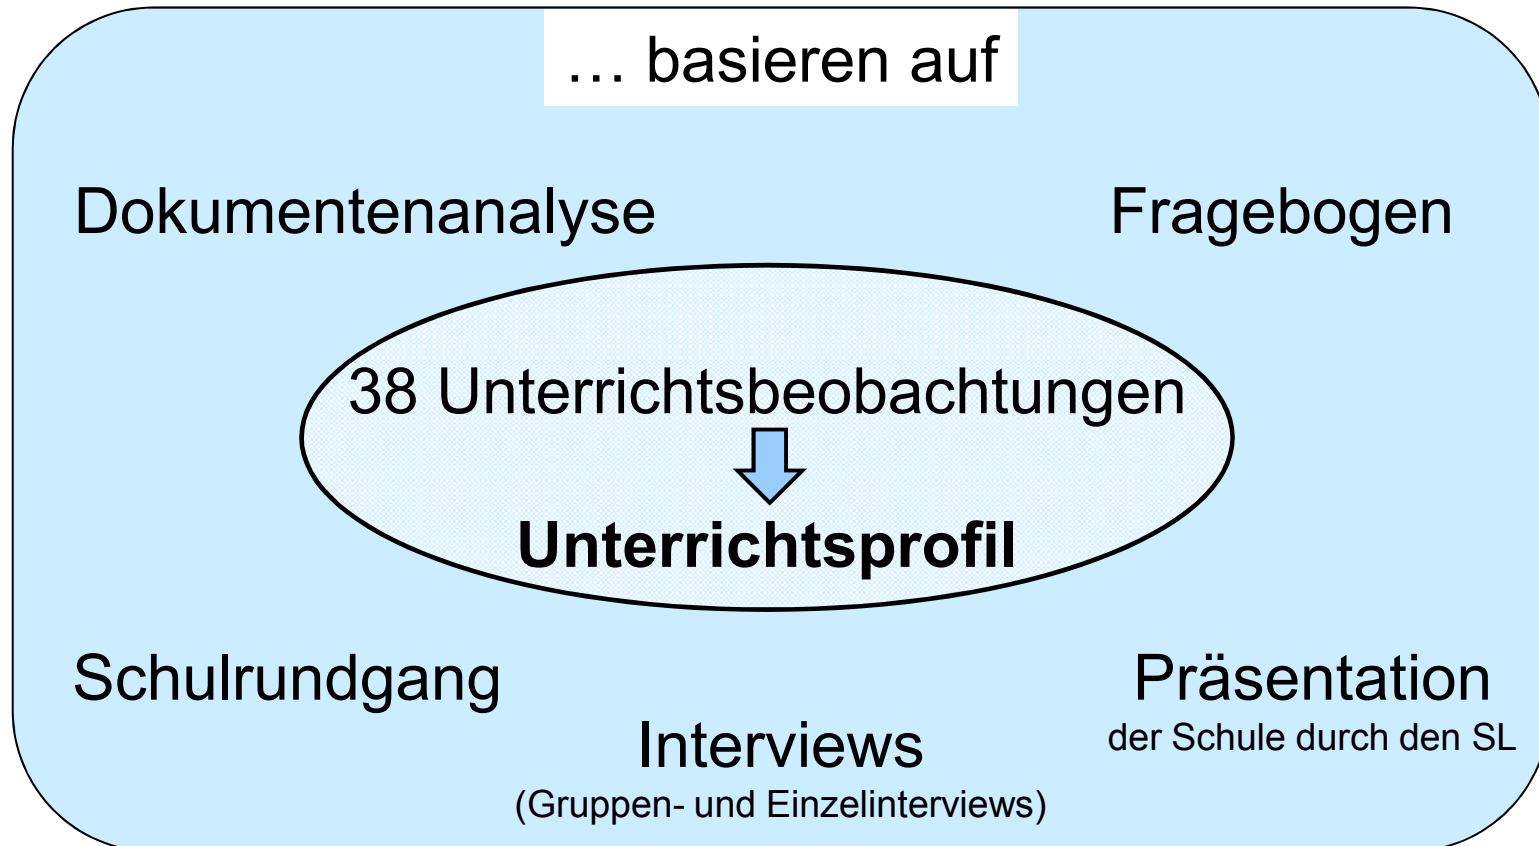 … basieren auf
Dokumentenanalyse
Fragebogen
38 Unterrichtsbeobachtungen
Unterrichtsprofil
Schulrundgang
Präsentation
der Schule durch den SL
Interviews
(Gruppen- und Einzelinterviews)